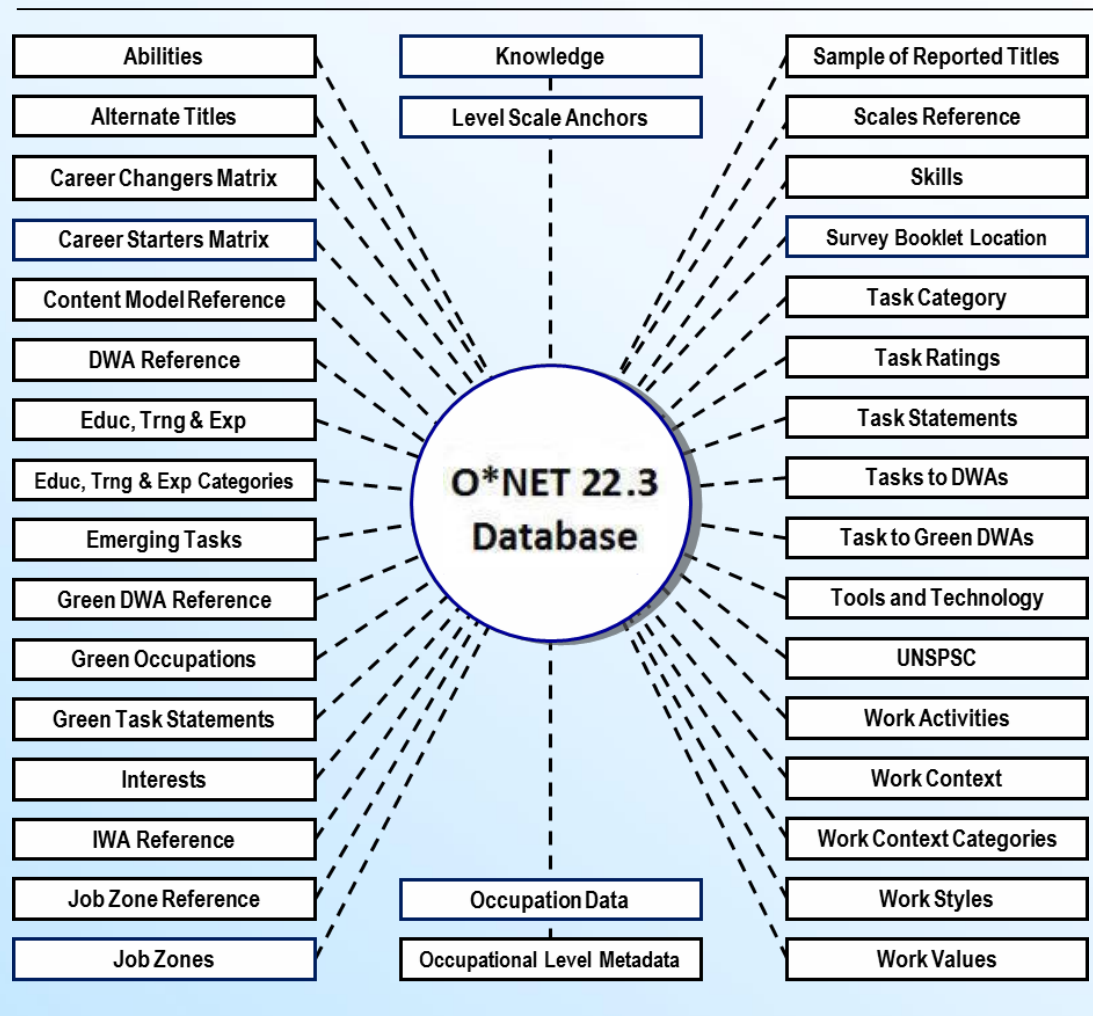 Abilities
Alternate Titles
Career Changers Matrix
Career Starters Matrix
Content Model Reference
DWA Reference
Educ, Trng & Exp
Educ, Trng & Exp Categories
Emerging Tasks
Green DWA Reference
Green Occupations
Green Task Statements
Interests
IWA Reference
Job Zone Reference
Job Zones
Knowledge
Level Scale Anchors
O*NET 22.3
Database
Occupation Data
Occupational Level Metadata
Sample of Reported Titles
Scales Reference
Skills
Survey Booklet Location
Task Category
Task Ratings
Task Statements
Tasks to DWAs
Task to Green DWAs
Tools and Technology
UNSPSC
Work Activities
Work Context
Work Context Categories
Work Styles
Work Values